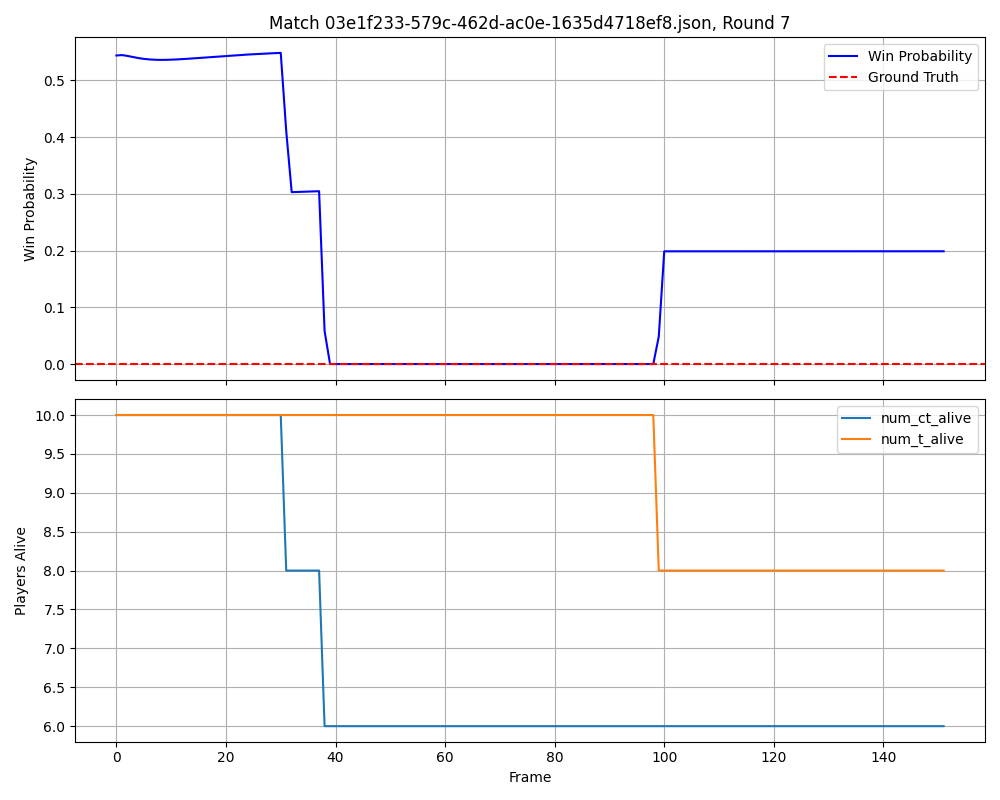 Match 03e1f233-579c-462d-ac0e-1635d4718ef8.json, Round 7
Win Probability
Ground Truth
Win Probability
0.5
0.4
0.3
0.2
0.1
0.0
num_ct_alive
num_t_alive
Players Alive
10.0
9.5
9.0
8.5
8.0
7.5
7.0
6.5
6.0
0
20
40
60
80
100
120
140
Frame